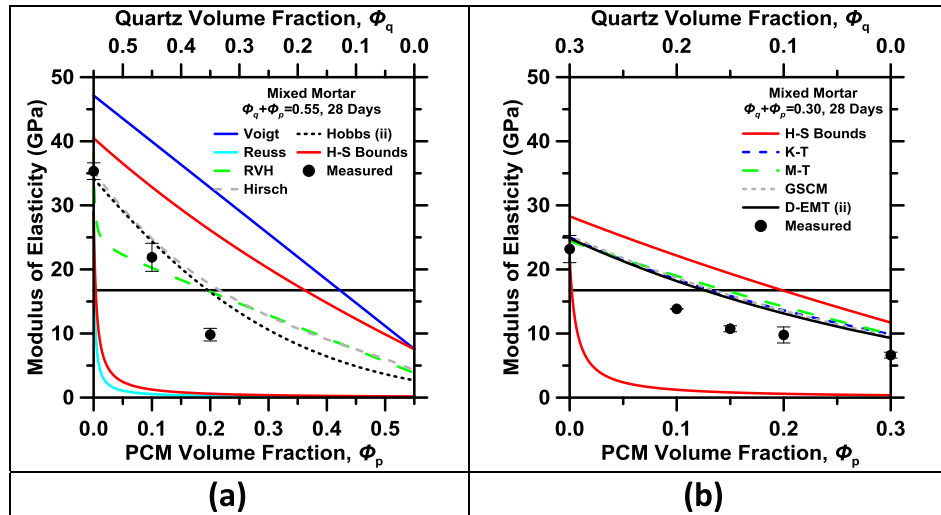 Quartz Volume Fraction, Φq
0.5 0.4 0.3 0.2 0.1 0.0
50
40
30
20
10
0
Modulus of Elasticity (GPa)
Mixed Mortar
Φq+Φp=0.55, 28 Days
Voigt Hobbs (ii)
Reuss H-S Bounds
RVH Measured
Hirsch
0.0 0.1 0.2 0.3 0.4 0.5
PCM Volume Fraction, Φp
(a)
Quartz Volume Fraction, Φq
0.3 0.2 0.1 0.0
50
40
30
20
10
0
Modulus of Elasticity (GPa)
Mixed Mortar
Φq+Φp=0.30, 28 Days
H-S Bounds
K-T
M-T
GSCM
D-EMT (ii)
Measured
0.0 0.1 0.2 0.3
PCM Volume Fraction, Φp
(b)